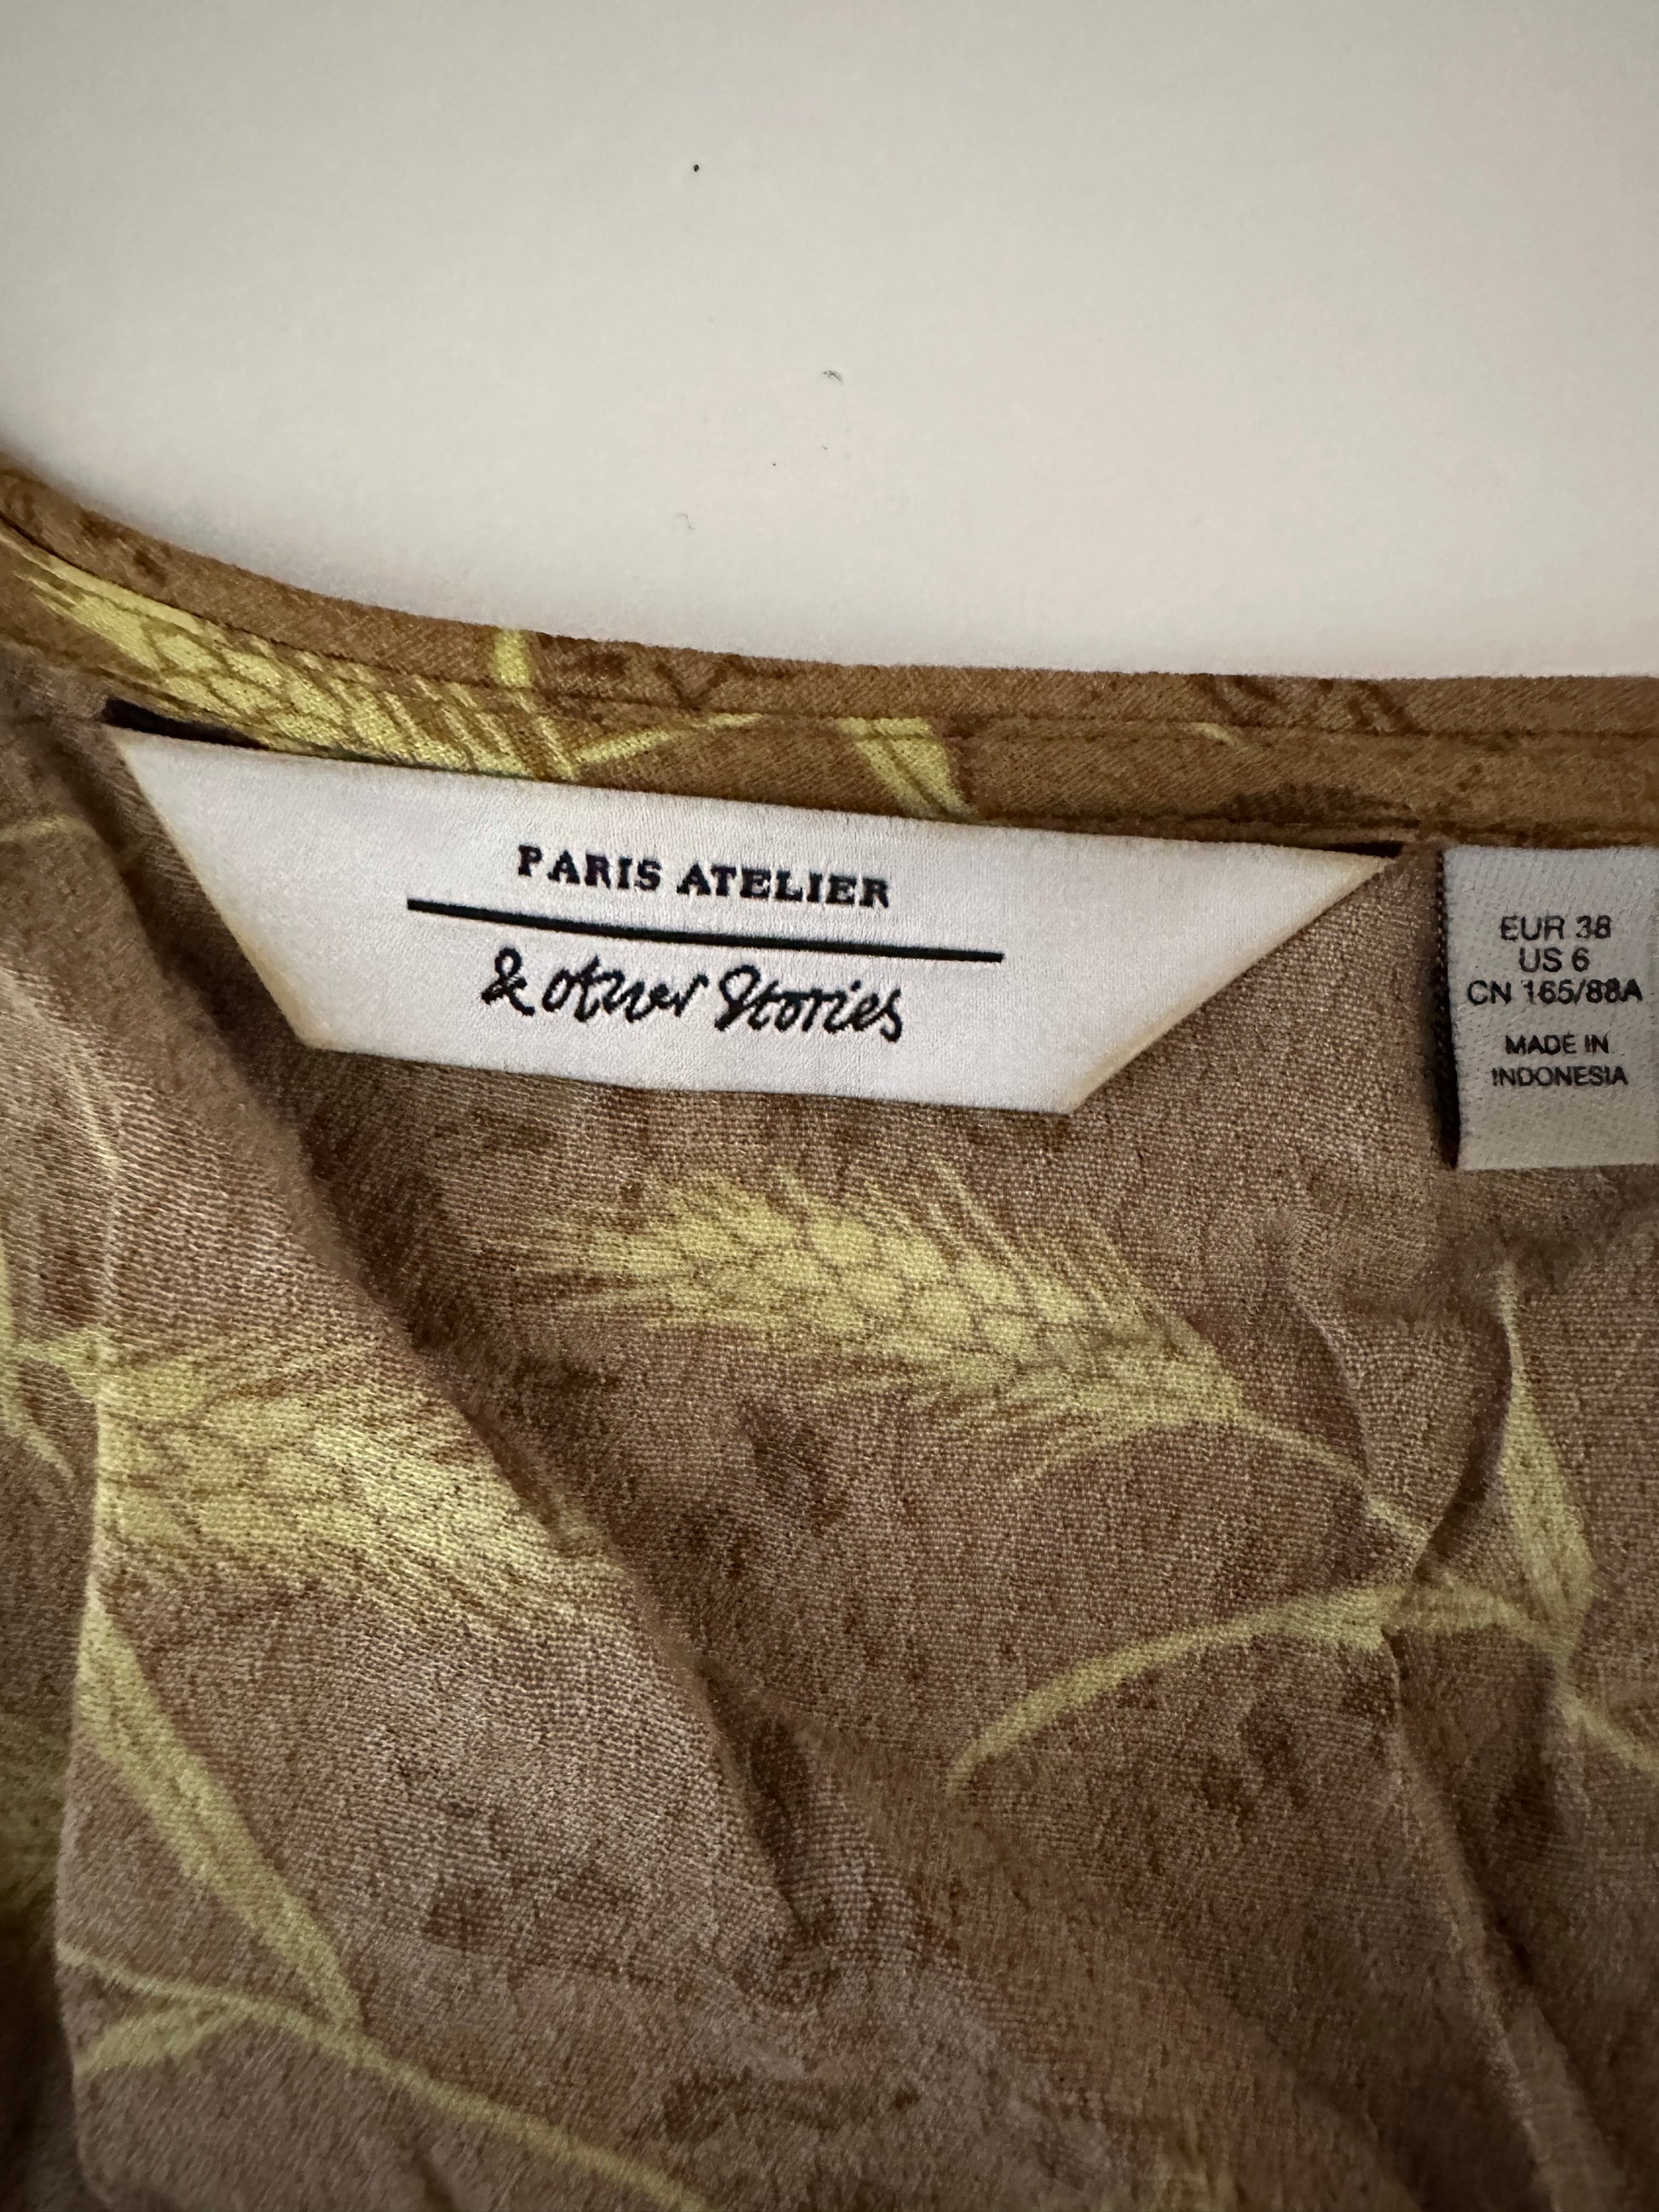 PARIS ATELIER
& other Stories
EUR 38
US 6
CN 165/88A
MADE IN
INDONESIA